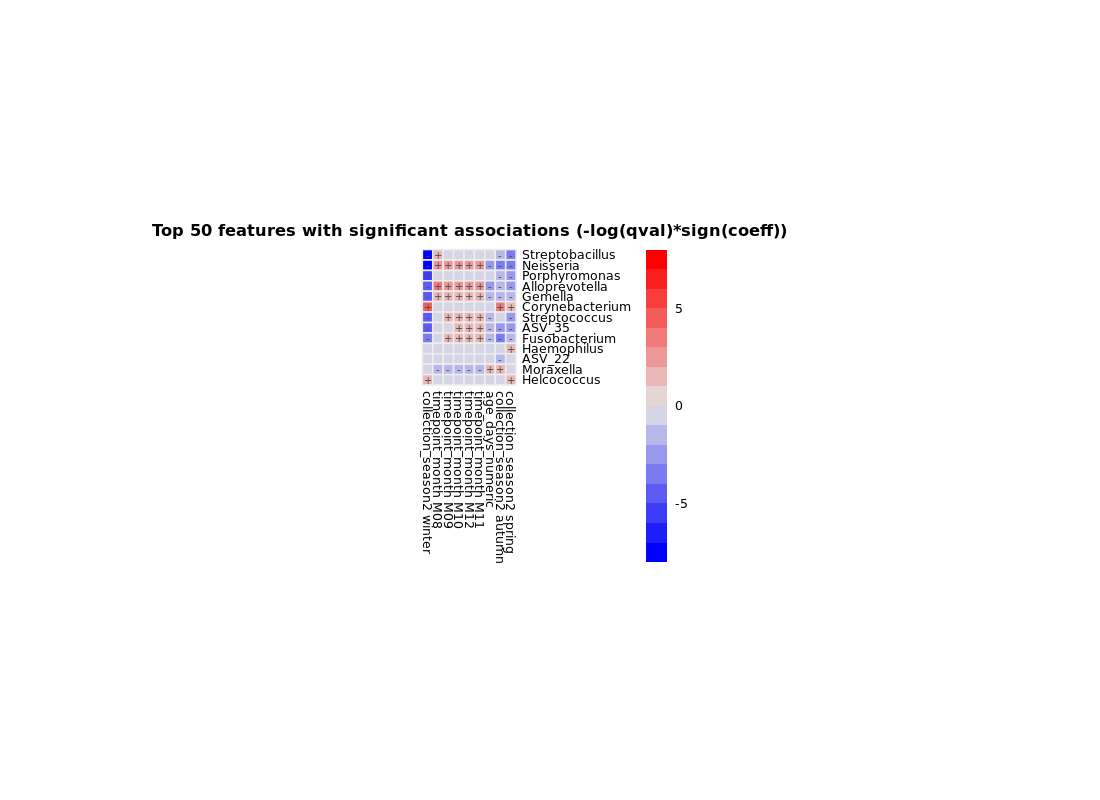 Top 50 features with significant associations (-log(qval)*sign(coeff))
Streptobacillus
Neisseria
Porphyromonas
Alloprevotella
Gemella
Corynebacterium
Streptococcus
ASV_35
Fusobacterium
Haemophilus
ASV_22
Moraxella
Helcococcus
collection_season2 winter
timepoint_month M08
timepoint_month M09
timepoint_month M10
timepoint_month M12
timepoint_month M11
age_days_numeric
collection_season2 autumn
collection_season2 spring
5
0
-5